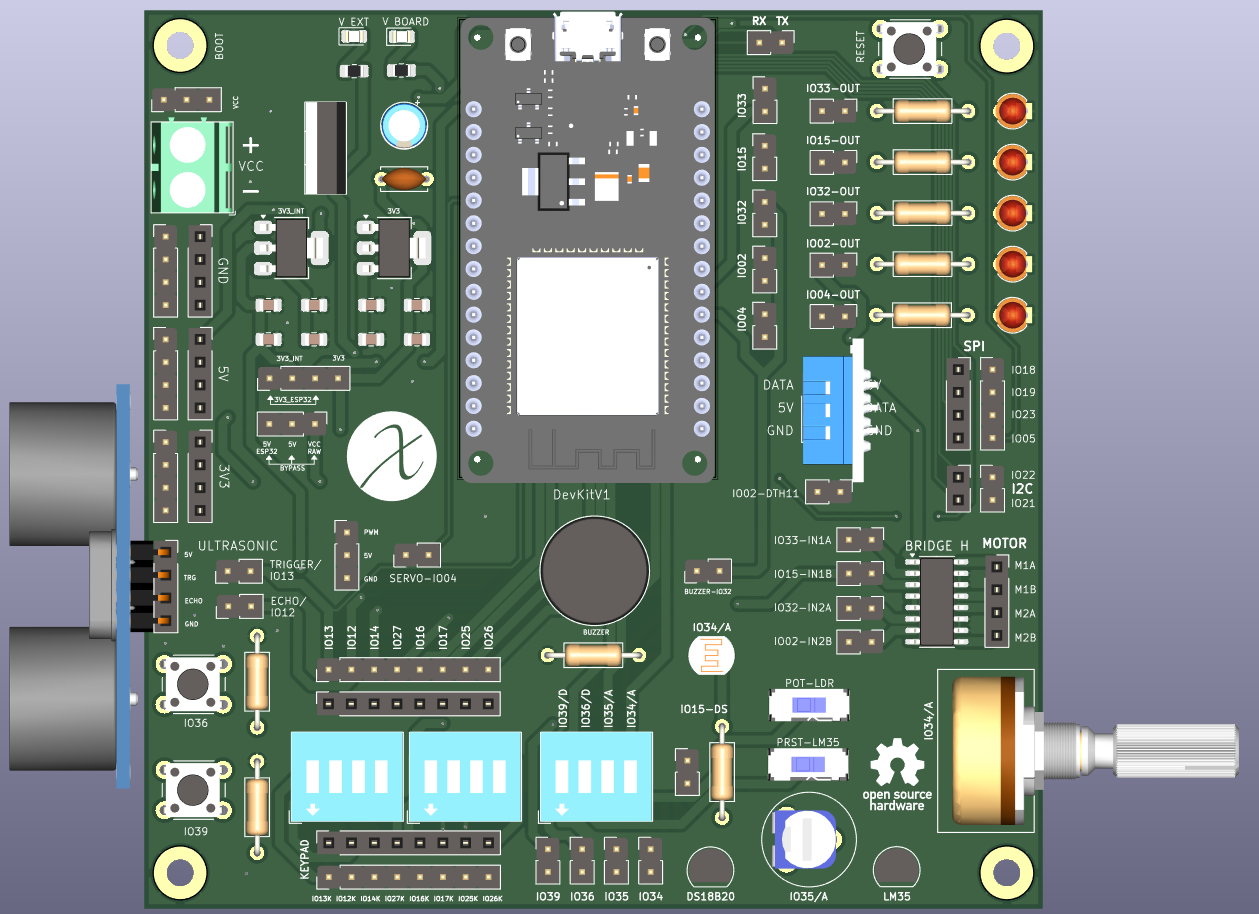 V_EXT V_BOARD
RX TX
BOOT
RESET
VCC
+
VCC
−
+
IO33
IO15
IO32
IO02
IO04
IO33-OUT
IO15-OUT
IO32-OUT
IO02-OUT
IO04-OUT
3V3_INT
3V3
GND
5V
3V3
3V3_INT 3V3
3V3_ESP32
5V ESP32
5V
VCC RAW
BYPASS
DevKitV1
DATA
5V
GND
IO02-DTH11
SPI
IO18
IO19
IO23
IO05
IO22
I2C
IO21
ULTRASONIC
5V
TRG
ECHO
GND
TRIGGER/
IO13
ECHO/
IO12
PWM
5V
GND
SERVO-IO04
BUZZER
BUZZER-IO32
IO33-IN1A
IO15-IN1B
IO32-IN2A
IO02-IN2B
BRIDGE H
MOTOR
M1A
M1B
M2A
M2B
IO13 IO12 IO14 IO27 IO16 IO17 IO25 IO26
IO39/D IO36/D IO35/A IO34/A
IO34/A
IO15-DS
POT-LDR
PRST-LM35
IO34/A
open source
hardware
IO36
IO39
KEYPAD
IO13K IO12K IO14K IO27K IO16K IO17K IO25K IO26K
IO39 IO36 IO35 IO34
DS18B20
IO35/A
LM35